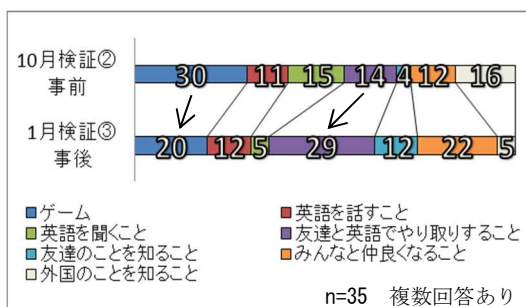 10月検証②
事前
30 11 15 14 4 12 16
1月検証③
事後
20 12 5 29 12 22 5
ゲーム
英語を話すこと
英語を聞くこと
友達と英語でやり取りすること
友達のことを知ること
みんなと仲良くなること
外国のことを知ること
n=35 複数回答あり